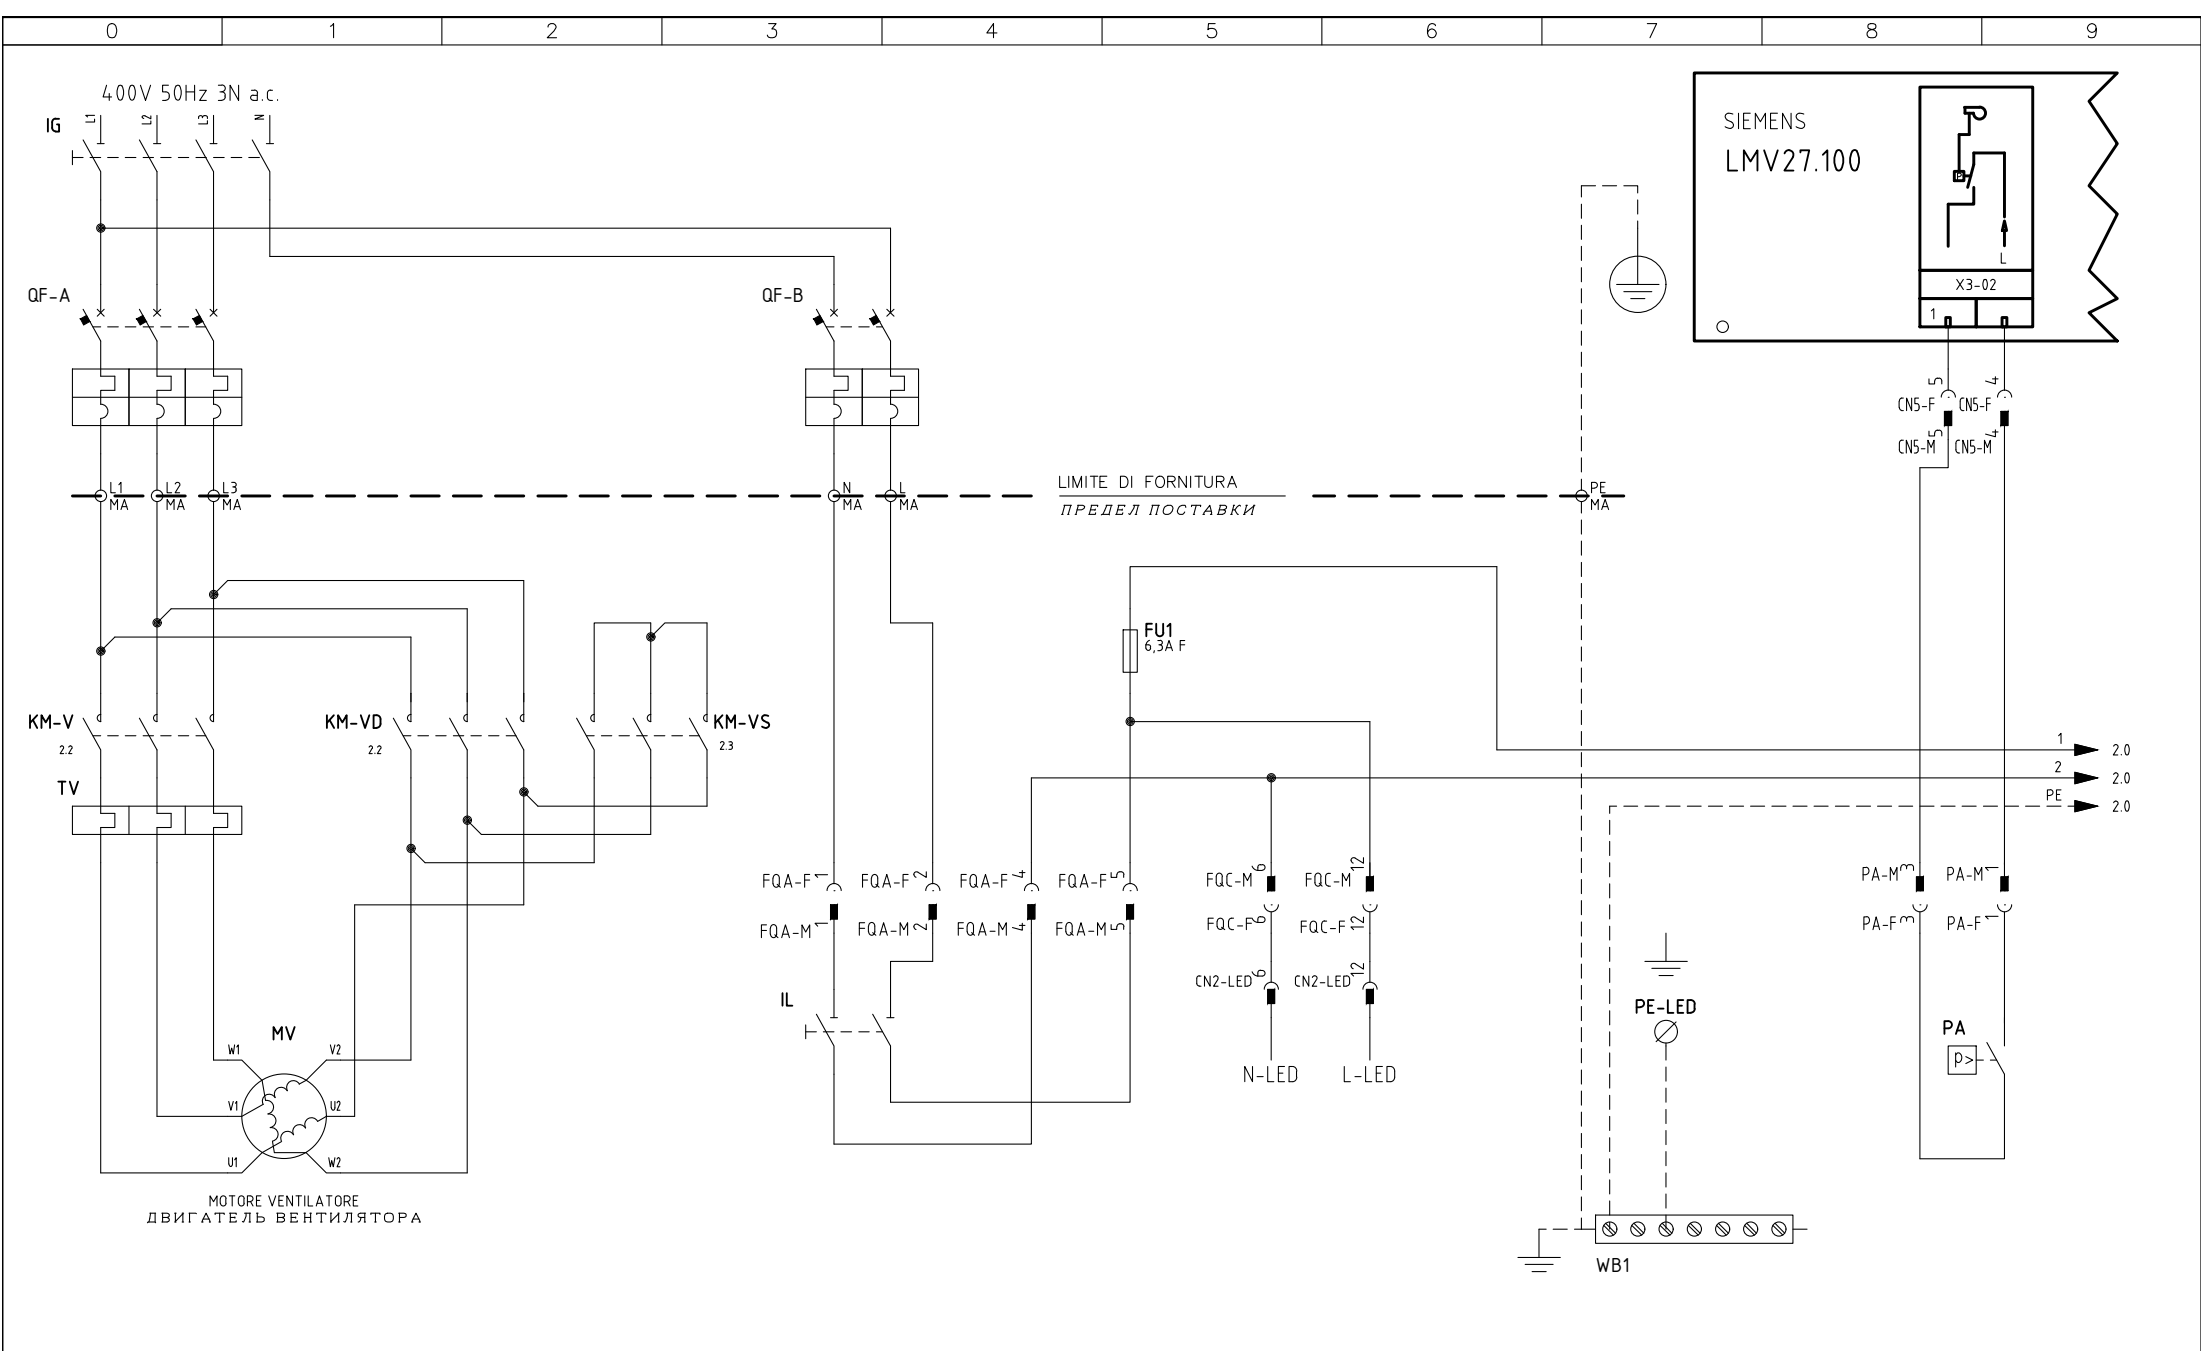 0 1 2 3 4 5 6 7 8 9
400V 50Hz 3N a.c.
IG
L1 L2 L3 N
SIEMENS
LMV27.100
P
L
X3-02
1
QF-A
QF-B
5 4
CN5-F CN5-F
CN5-M 5 CN5-M 4
L1 L2 L3 N L PE
MA MA MA MA MA MA
LIMITE DI FORNITURA
ПРЕДЕЛ ПОСТАВКИ
FU1
6,3A F
KM-V KM-VD KM-VS
2.2 2.2 2.3
1 2.0
2 2.0
PE 2.0
TV
FQA-F 1 FQA-F 2 FQA-F 4 FQA-F 5 FQC-M 6 FQC-M 12 PA-M 3 PA-M 1
FQA-M 1 FQA-M 2 FQA-M 4 FQA-M 5 FQC-F 6 FQC-F 12 PA-F 3 PA-F 1
CN2-LED 6 CN2-LED 12
IL
PE-LED
PA
P>
MV
W1 V2
V1 U2
U1 W2
N-LED L-LED
MOTORE VENTILATORE
ДВИГАТЕЛЬ ВЕНТИЛЯТОРА
WB1